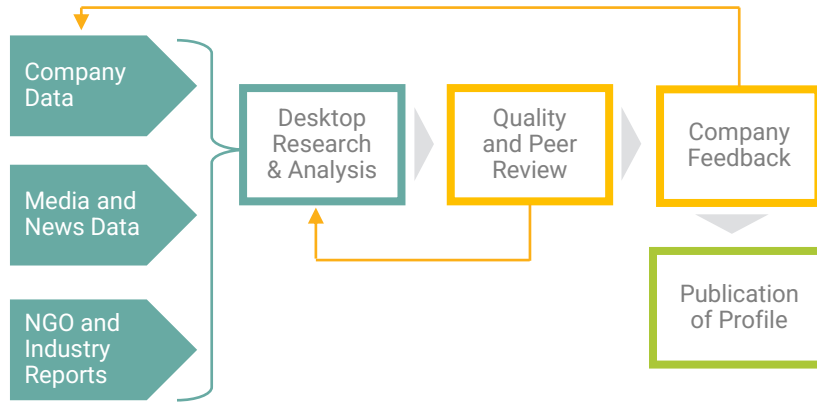 Company
Data
Media and
News Data
NGO and
Industry
Reports
Desktop
Research
& Analysis
Quality
and Peer
Review
Company
Feedback
Publication
of Profile